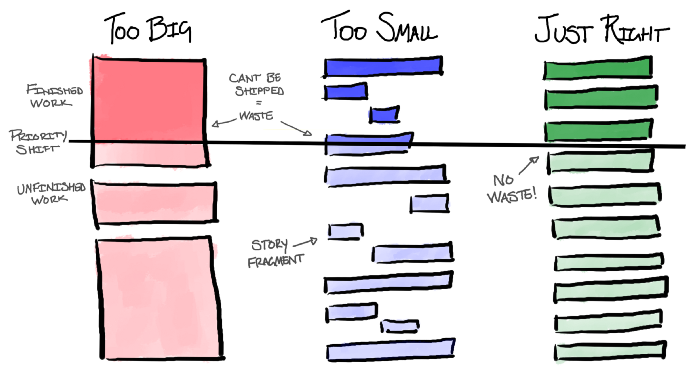 TOO BIG
TOO SMALL
JUST RIGHT
FINISHED
WORK
CANT BE
SHIPPED
=
WASTE
PRIORITY
SHIFT
UNFINISHED
WORK
NO
WASTE!
STORY
FRAGMENT